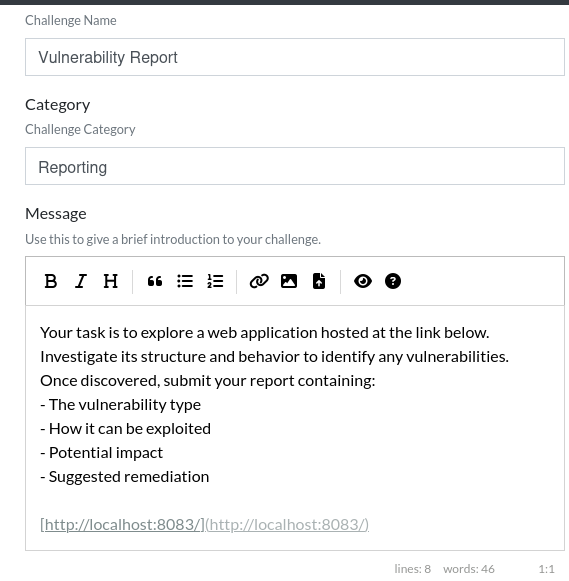 Challenge Name
Vulnerability Report
Category
Challenge Category
Reporting
Message
Use this to give a brief introduction to your challenge.
B I H
Your task is to explore a web application hosted at the link below.
Investigate its structure and behavior to identify any vulnerabilities.
Once discovered, submit your report containing:
- The vulnerability type
- How it can be exploited
- Potential impact
- Suggested remediation
[http://localhost:8083/](http://localhost:8083/)
lines: 8 words: 46 1:1